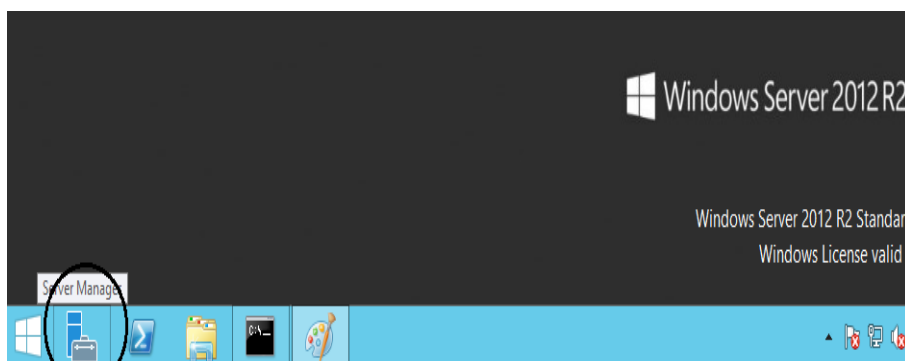 Windows Server 2012 R2
Windows Server 2012 R2 Standar
Windows License valid
Server Manager
C:\_